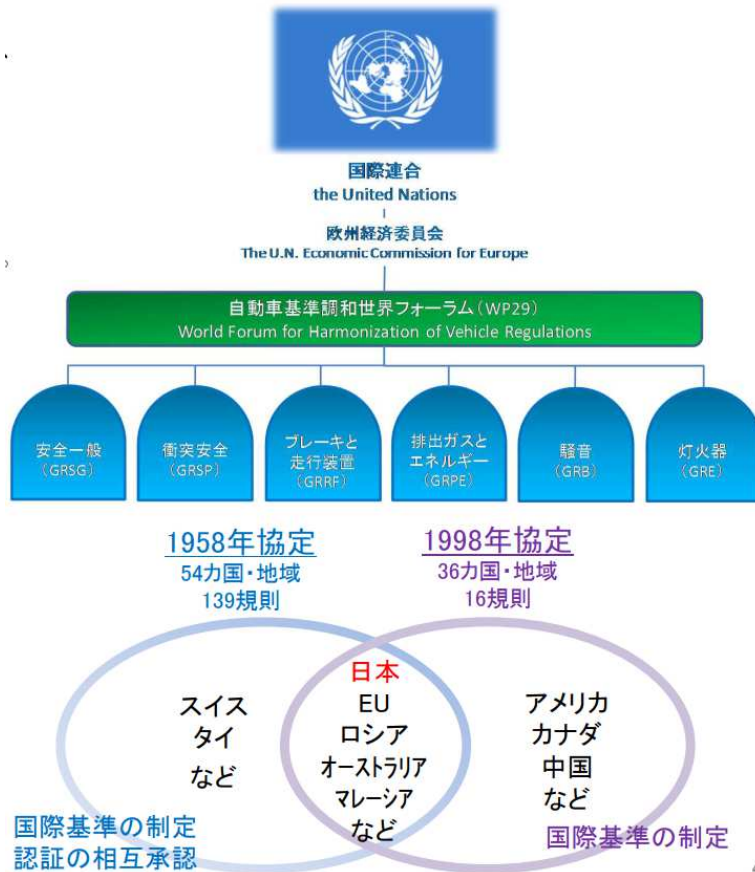 国際連合
the United Nations
欧州経済委員会
The U.N. Economic Commission for Europe
自動車基準調和世界フォーラム(WP29)
World Forum for Harmonization of Vehicle Regulations
安全一般
(GRSG)
衝突安全
(GRSP)
ブレーキと
走行装置
(GRRF)
排出ガスと
エネルギー
(GRPE)
騒音
(GRB)
灯火器
(GRE)
1958年協定
54カ国・地域
139規則
1998年協定
36カ国・地域
16規則
スイス
タイ
など
日本
EU
ロシア
オーストラリア
マレーシア
など
アメリカ
カナダ
中国
など
国際基準の制定
認証の相互承認
国際基準の制定